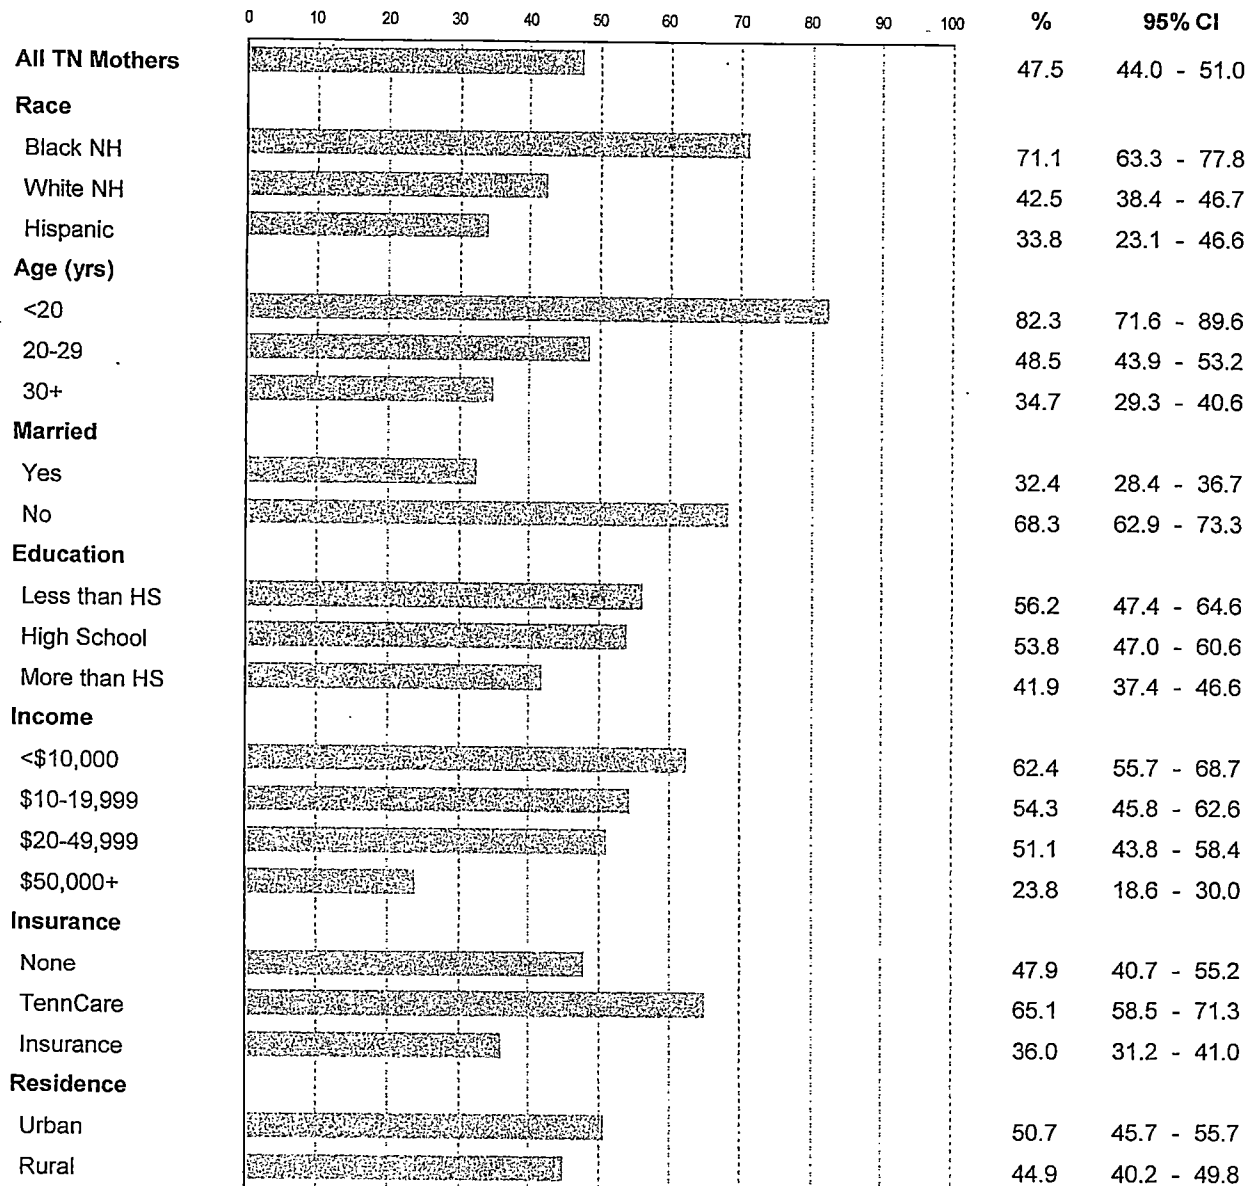 0 10 20 30 40 50 60 70 80 90 100 % 95% CI
All TN Mothers 47.5 44.0 - 51.0
Race
Black NH 71.1 63.3 - 77.8
White NH 42.5 38.4 - 46.7
Hispanic 33.8 23.1 - 46.6
Age (yrs)
<20 82.3 71.6 - 89.6
20-29 48.5 43.9 - 53.2
30+ 34.7 29.3 - 40.6
Married
Yes 32.4 28.4 - 36.7
No 68.3 62.9 - 73.3
Education
Less than HS 56.2 47.4 - 64.6
High School 53.8 47.0 - 60.6
More than HS 41.9 37.4 - 46.6
Income
<$10,000 62.4 55.7 - 68.7
$10-19,999 54.3 45.8 - 62.6
$20-49,999 51.1 43.8 - 58.4
$50,000+ 23.8 18.6 - 30.0
Insurance
None 47.9 40.7 - 55.2
TennCare 65.1 58.5 - 71.3
Insurance 36.0 31.2 - 41.0
Residence
Urban 50.7 45.7 - 55.7
Rural 44.9 40.2 - 49.8